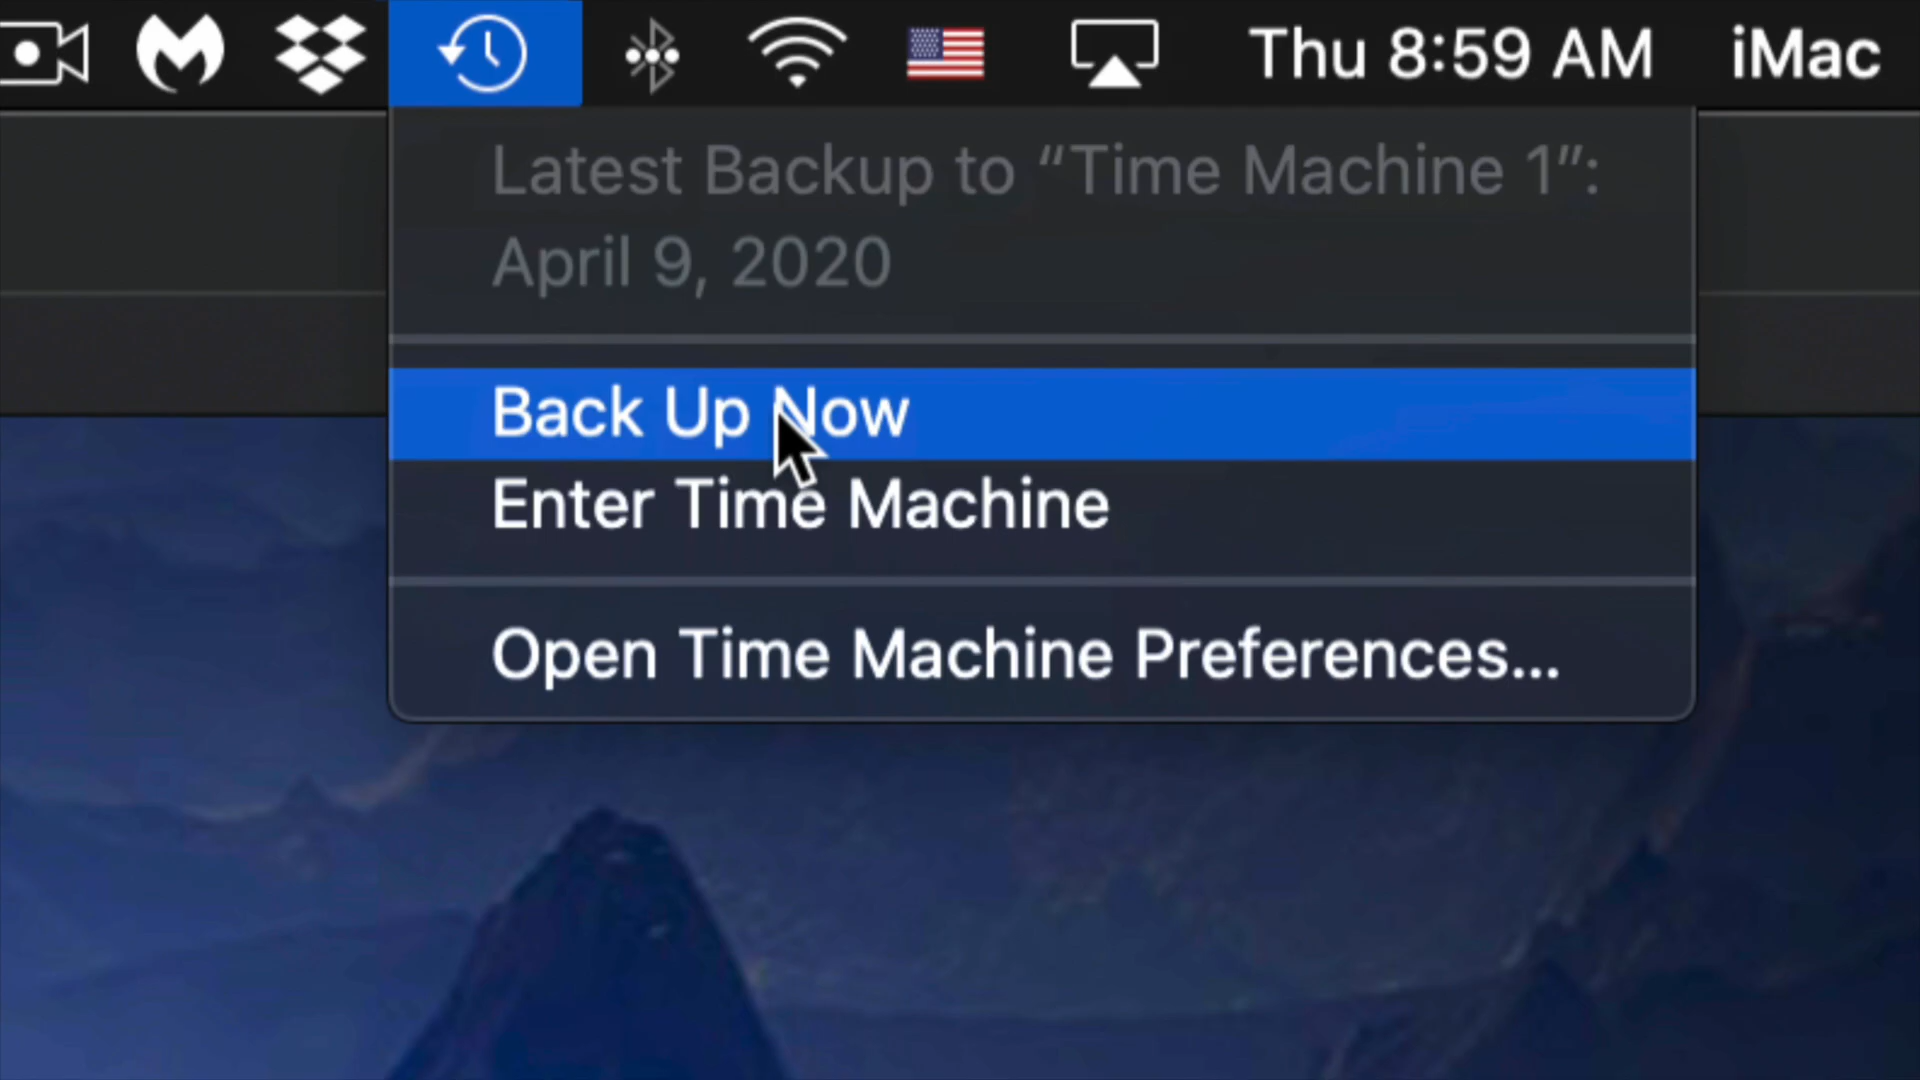 Thu 8:59 AM iMac
Latest Backup to “Time Machine 1”:
April 9, 2020
Back Up Now
Enter Time Machine
Open Time Machine Preferences...